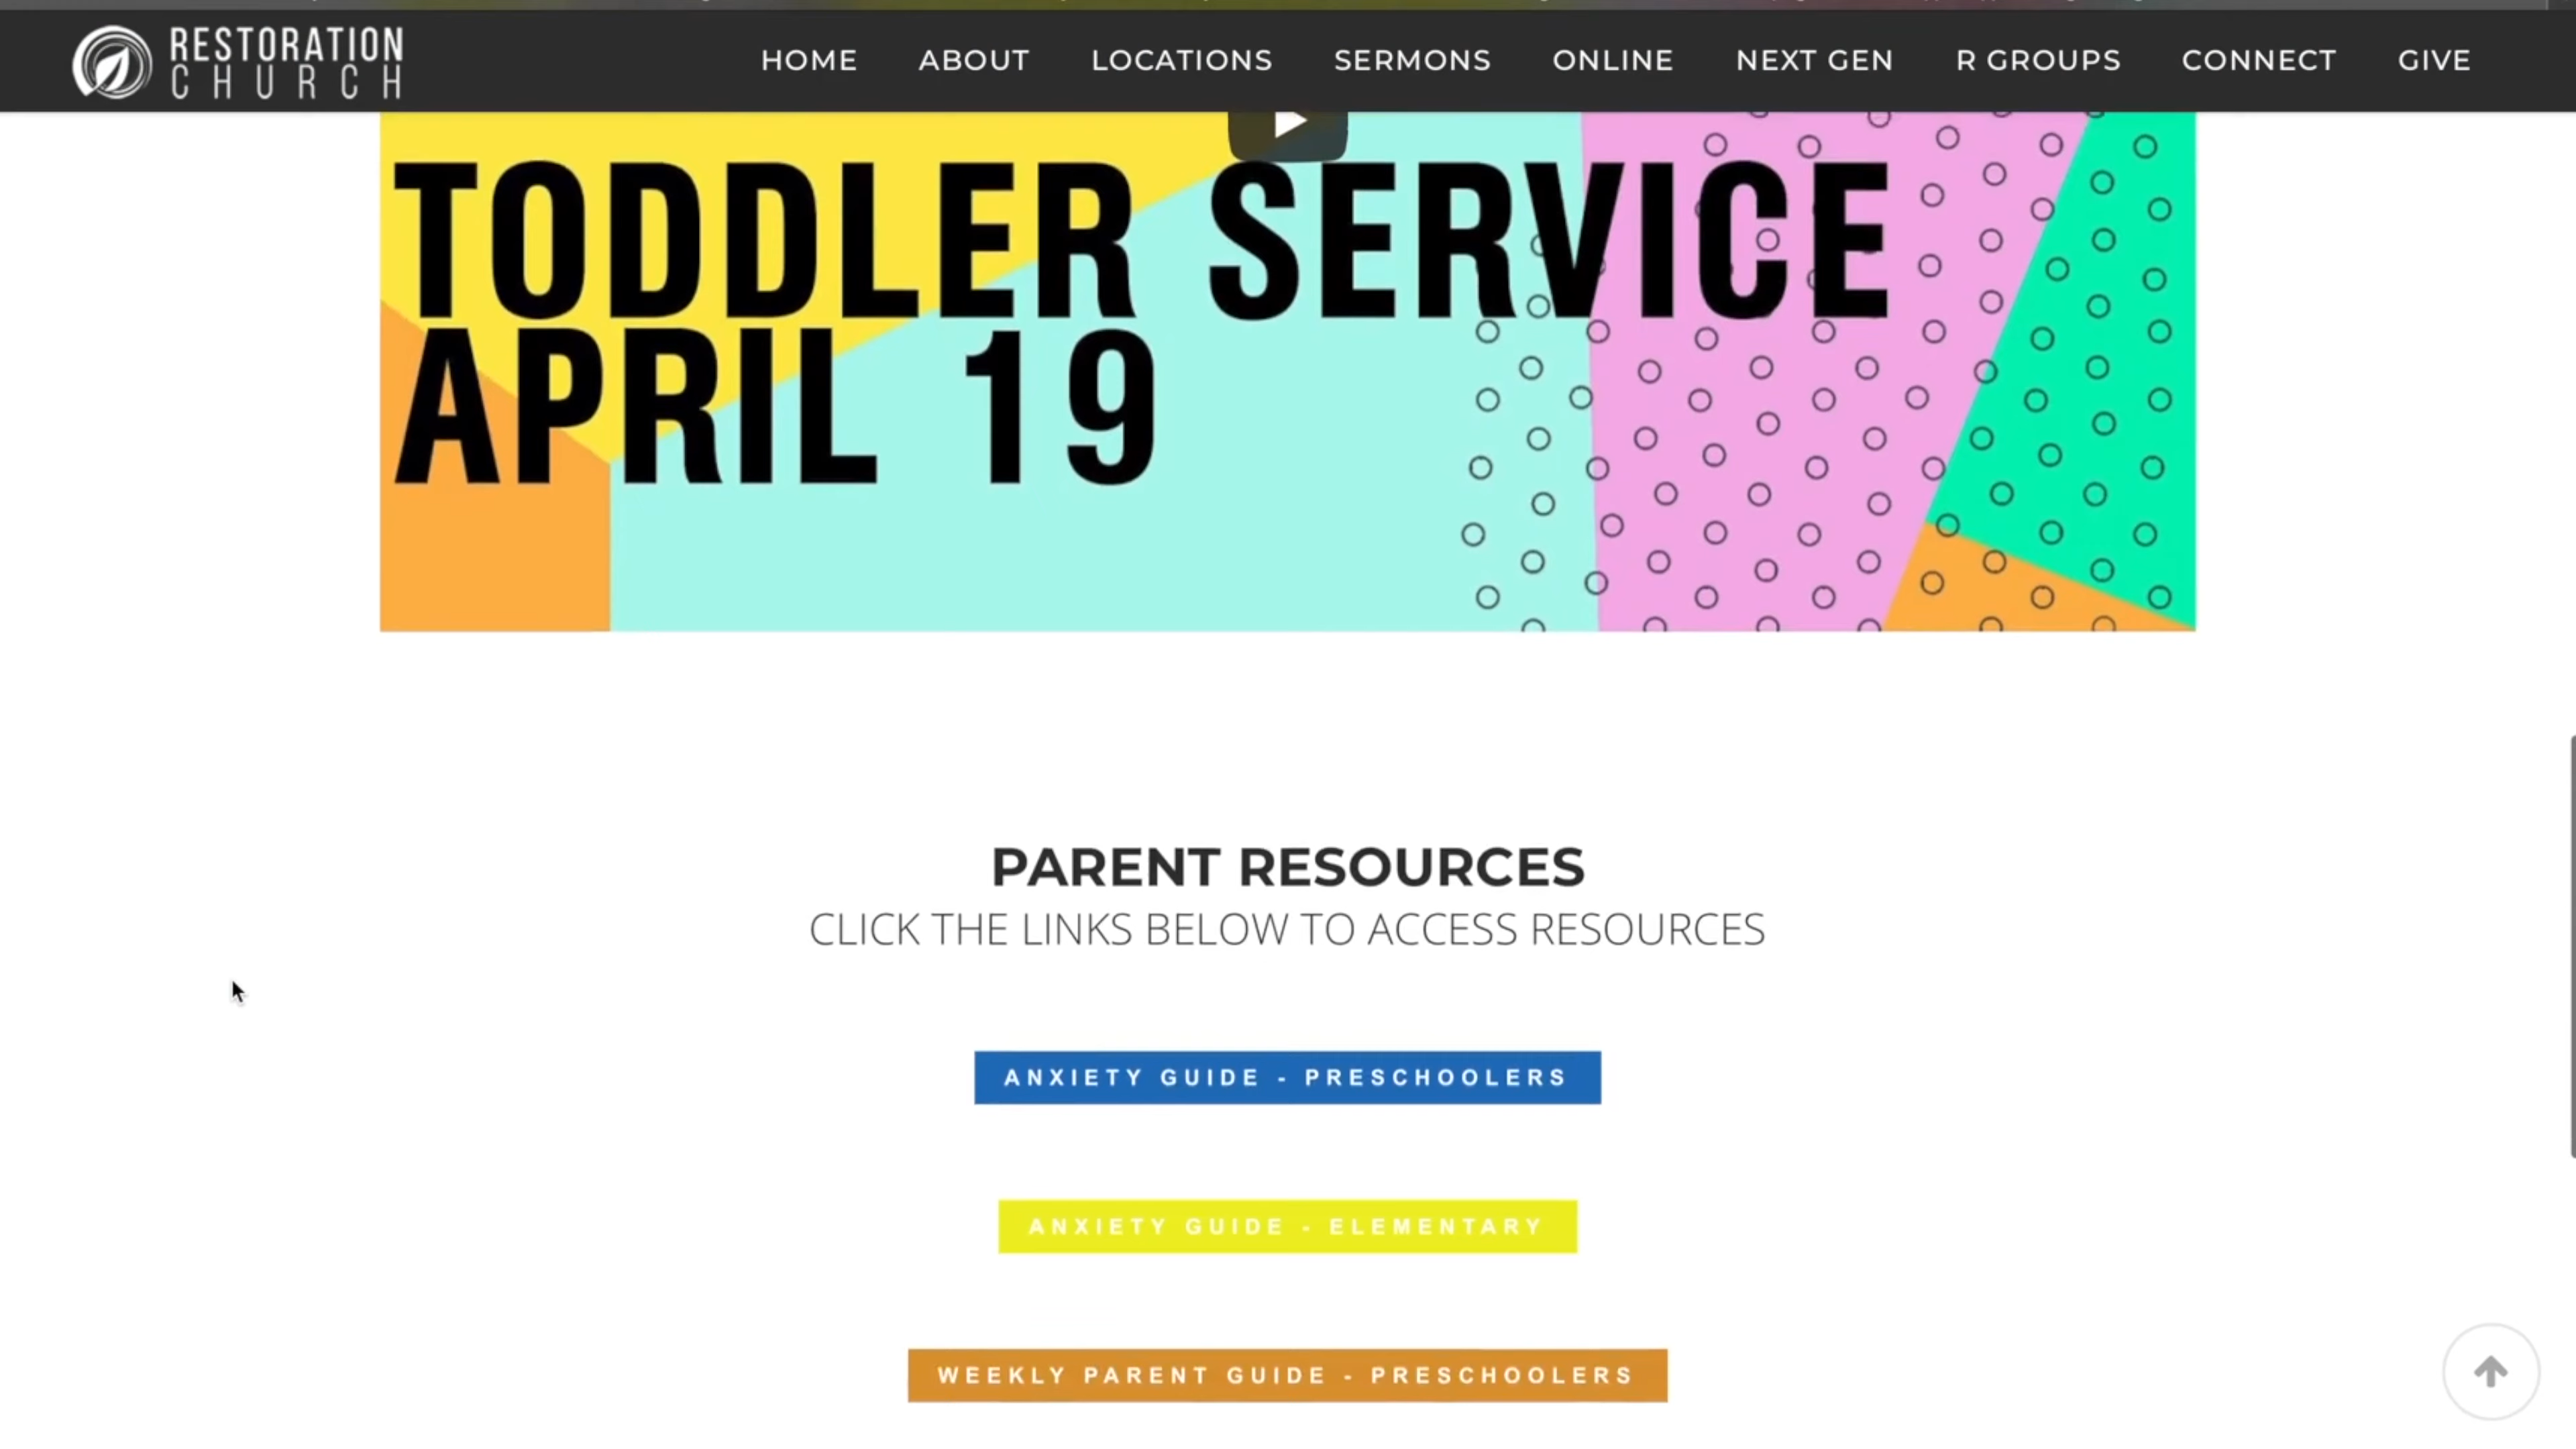 RESTORATION
CHURCH
HOME ABOUT LOCATIONS SERMONS ONLINE NEXT GEN R GROUPS CONNECT GIVE
TODDLER SERVICE
APRIL 19
PARENT RESOURCES
CLICK THE LINKS BELOW TO ACCESS RESOURCES
ANXIETY GUIDE - PRESCHOOLERS
ANXIETY GUIDE - ELEMENTARY
WEEKLY PARENT GUIDE - PRESCHOOLERS